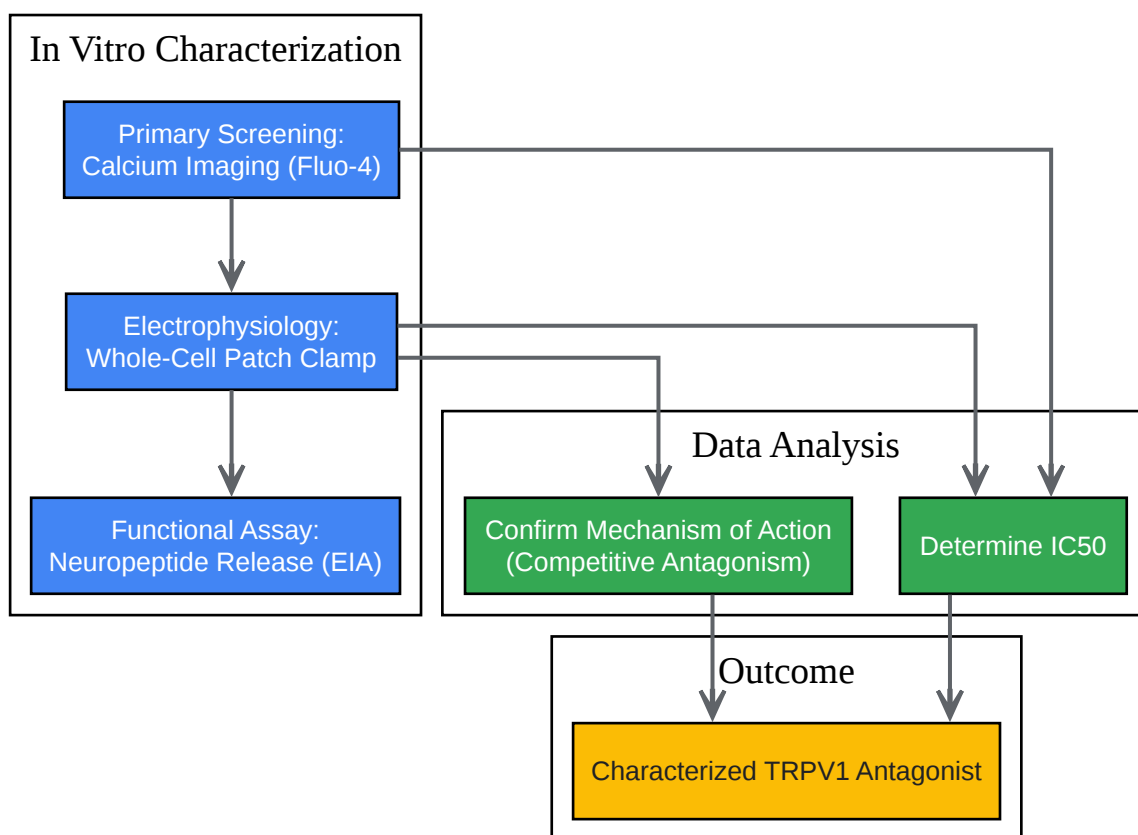 In Vitro Characterization
Primary Screening:
Calcium Imaging (Fluo-4)
Electrophysiology:
Whole-Cell Patch Clamp
Functional Assay:
Neuropeptide Release (EIA)
Data Analysis
Confirm Mechanism of Action
(Competitive Antagonism)
Determine IC50
Outcome
Characterized TRPV1 Antagonist